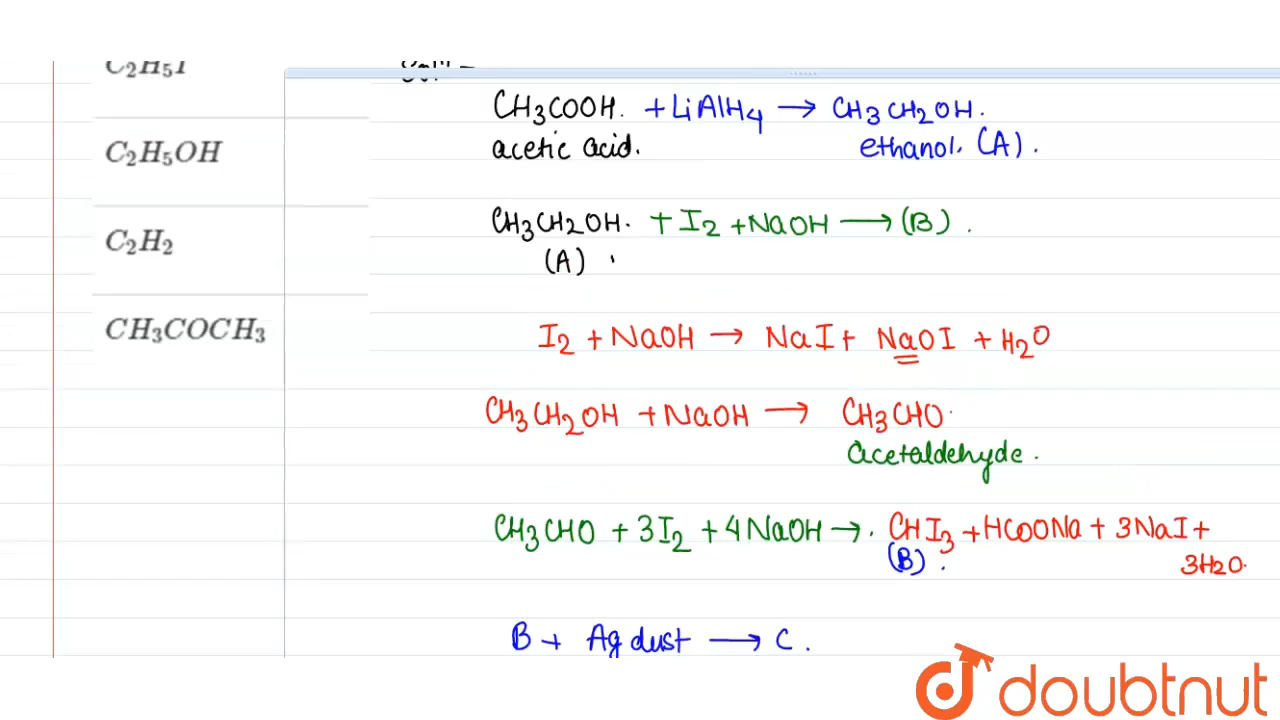 C2H5I
CH3COOH. + LiAlH4 → CH3CH2OH.
acetic acid. ethanol. (A).
C2H5OH
CH3CH2OH. + I2 + NaOH → (B).
(A)
C2H2
I2 + NaOH → NaI + NaOI + H2O
CH3COCH3
CH3CH2OH + NaOH → CH3CHO.
acetaldehyde.
CH3CHO + 3I2 + 4NaOH →. CHI3 + HCOONa + 3NaI +
(B). 3H2O.
B + Ag dust → C.
doubtnut